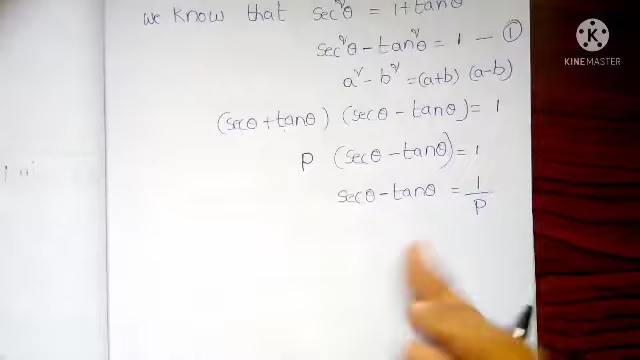 we know that sec²θ = 1 + tanθ
sec²θ - tan²θ = 1 - ①
a² - b² = (a+b) (a-b)
(secθ + tanθ) (secθ - tanθ) = 1
P (secθ - tanθ) = 1
secθ - tanθ = 1/P
KINEMASTER